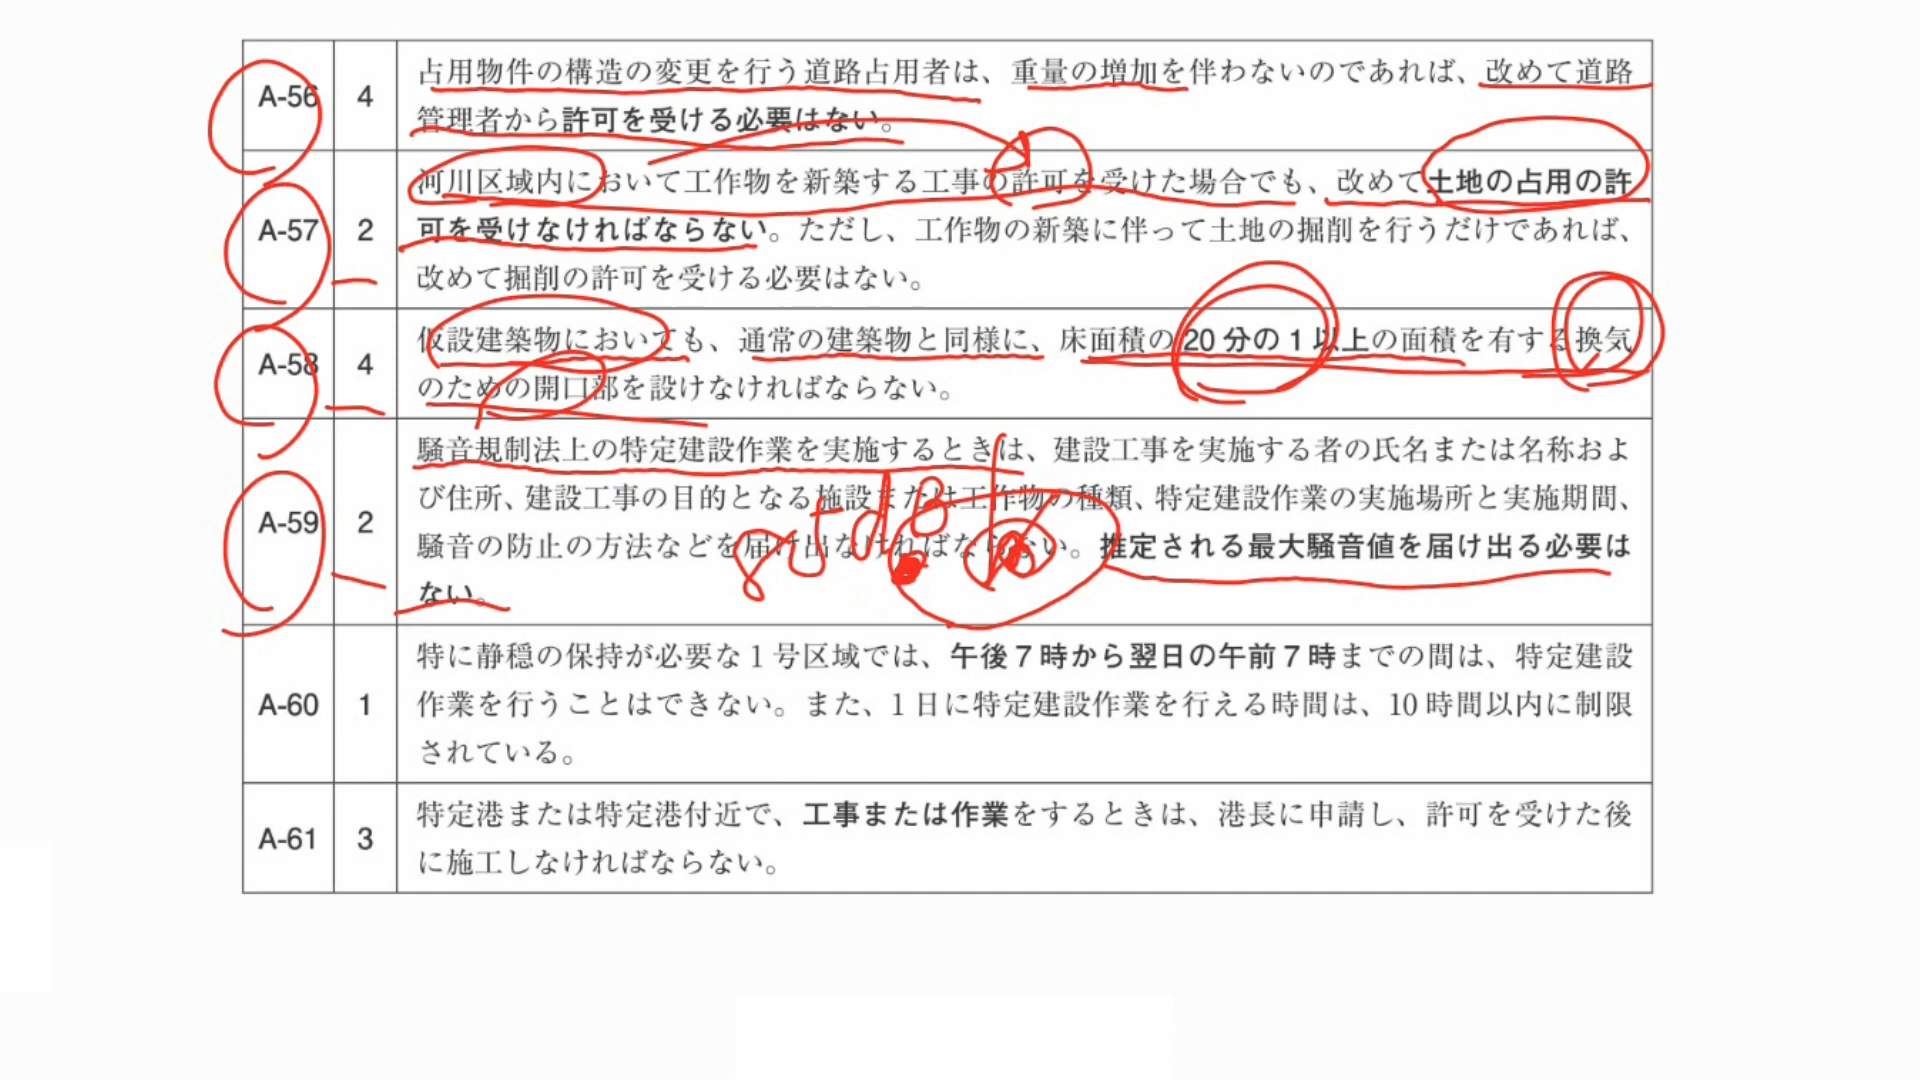 A-56 4 占用物件の構造の変更を行う道路占用者は、重量の増加を伴わないのであれば、改めて道路
管理者から許可を受ける必要はない。
A-57 2 河川区域内において工作物を新築する工事の許可を受けた場合でも、改めて土地の占用の許
可を受けなければならない。ただし、工作物の新築に伴って土地の掘削を行うだけであれば、
改めて掘削の許可を受ける必要はない。
A-58 4 仮設建築物においても、通常の建築物と同様に、床面積の20分の1以上の面積を有する換気
のための開口部を設けなければならない。
A-59 2 騒音規制法上の特定建設作業を実施するときは、建設工事を実施する者の氏名または名称およ
び住所、建設工事の目的となる施設または工作物の種類、特定建設作業の実施場所と実施期間、
騒音の防止の方法などを届け出なければならない。推定される最大騒音値を届け出る必要は
ない。
A-60 1 特に静穏の保持が必要な1号区域では、午後7時から翌日の午前7時までの間は、特定建設
作業を行うことはできない。また、1日に特定建設作業を行える時間は、10時間以内に制限
されている。
A-61 3 特定港または特定港付近で、工事または作業をするときは、港長に申請し、許可を受けた後
に施工しなければならない。